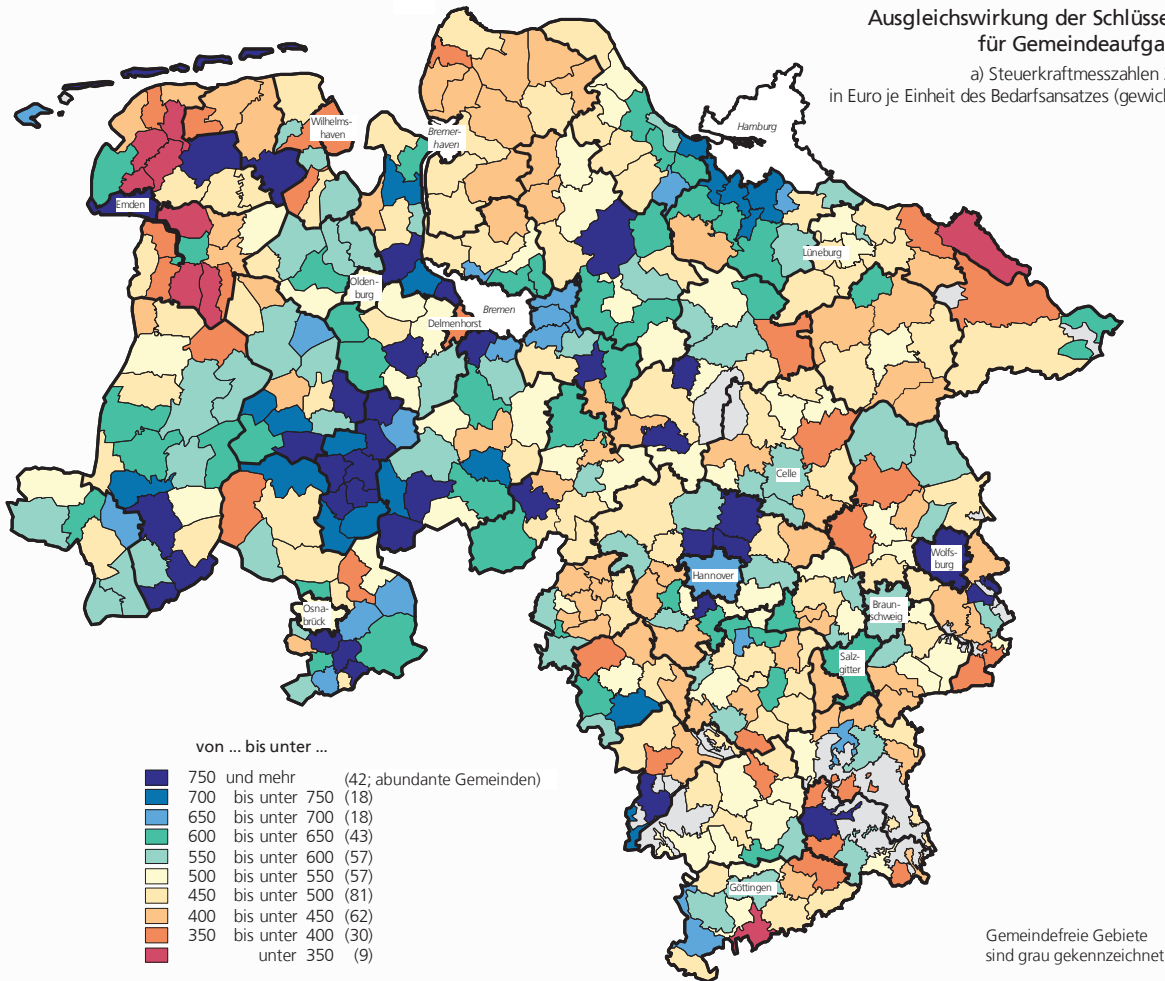 Ausgleichswirkung der Schlüsse
für Gemeindeaufga
a) Steuerkraftmesszahlen
in Euro je Einheit des Bedarfsansatzes (gewich
Hamburg
Wilhelms-
haven
Bremer-
haven
Emden
Lüneburg
Olden-
burg
Bremen
Delmenhorst
Celle
Wolfs-
burg
Hannover
Braun-
schweig
Osna-
brück
Salz-
gitter
Göttingen
von ... bis unter ...
750 und mehr (42; abundante Gemeinden)
700 bis unter 750 (18)
650 bis unter 700 (18)
600 bis unter 650 (43)
550 bis unter 600 (57)
500 bis unter 550 (57)
450 bis unter 500 (81)
400 bis unter 450 (62)
350 bis unter 400 (30)
unter 350 (9)
Gemeindefreie Gebiete
sind grau gekennzeichnet